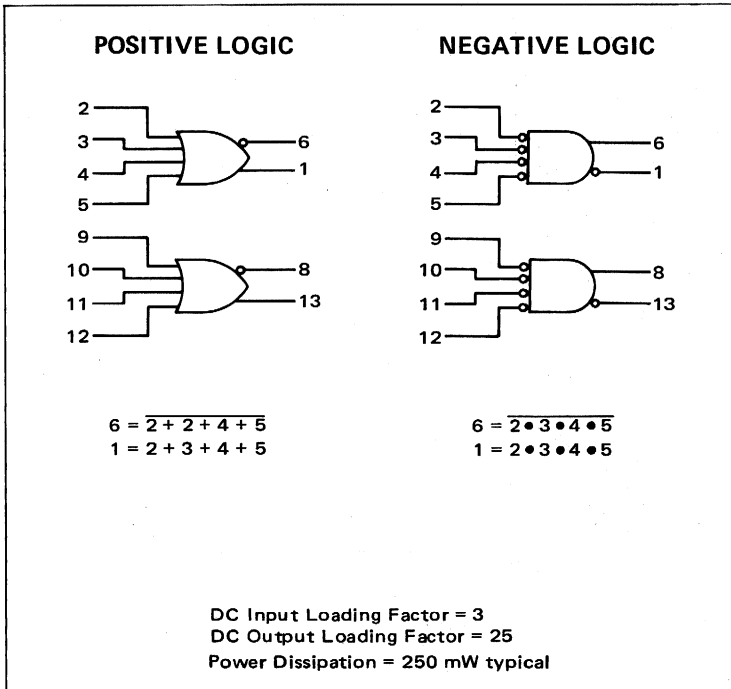 POSITIVE LOGIC
2
3
4
5
6
1
9
10
11
12
8
13
6 = \overline{2 + 2 + 4 + 5}
1 = 2 + 3 + 4 + 5
NEGATIVE LOGIC
2
3
4
5
6
1
9
10
11
12
8
13
6 = \overline{2 • 3 • 4 • 5}
1 = 2 • 3 • 4 • 5
DC Input Loading Factor = 3
DC Output Loading Factor = 25
Power Dissipation = 250 mW typical